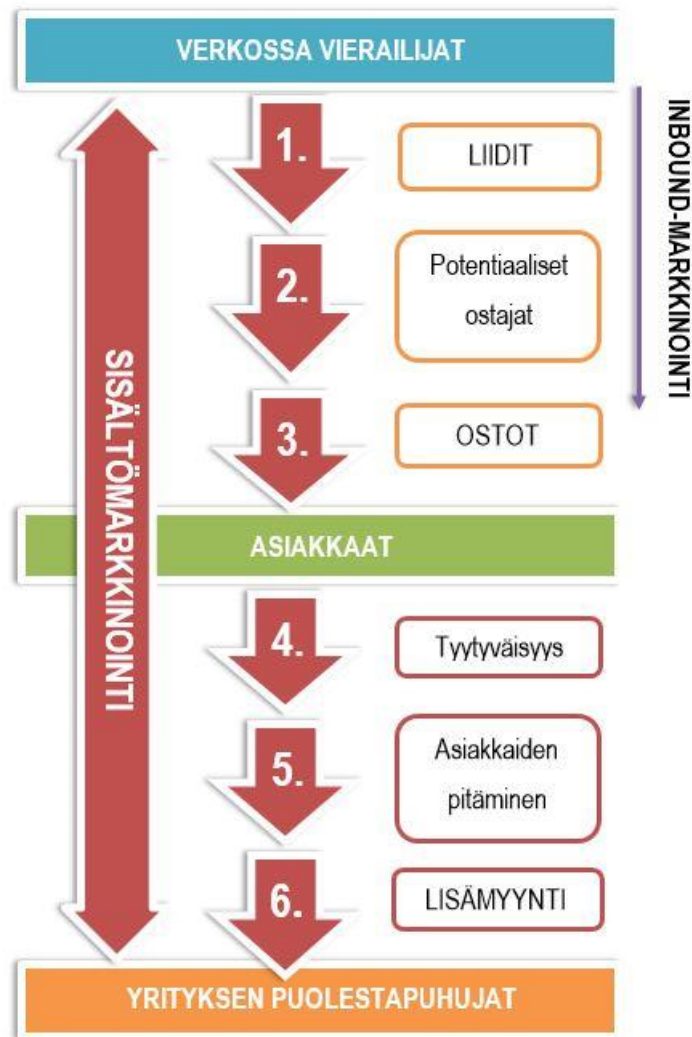 VERKOSSA VIERAILIJAT
1.
LIIDIT
2.
Potentiaaliset
ostajat
3.
OSTOT
INBOUND-MARKKINOINTI
SISÄLTÖMARKKINOINTI
ASIAKKAAT
4.
Tyytyväisyys
5.
Asiakkaiden
pitäminen
6.
LISÄMYYNTI
YRITYKSEN PUOLESTAPUHUJAT